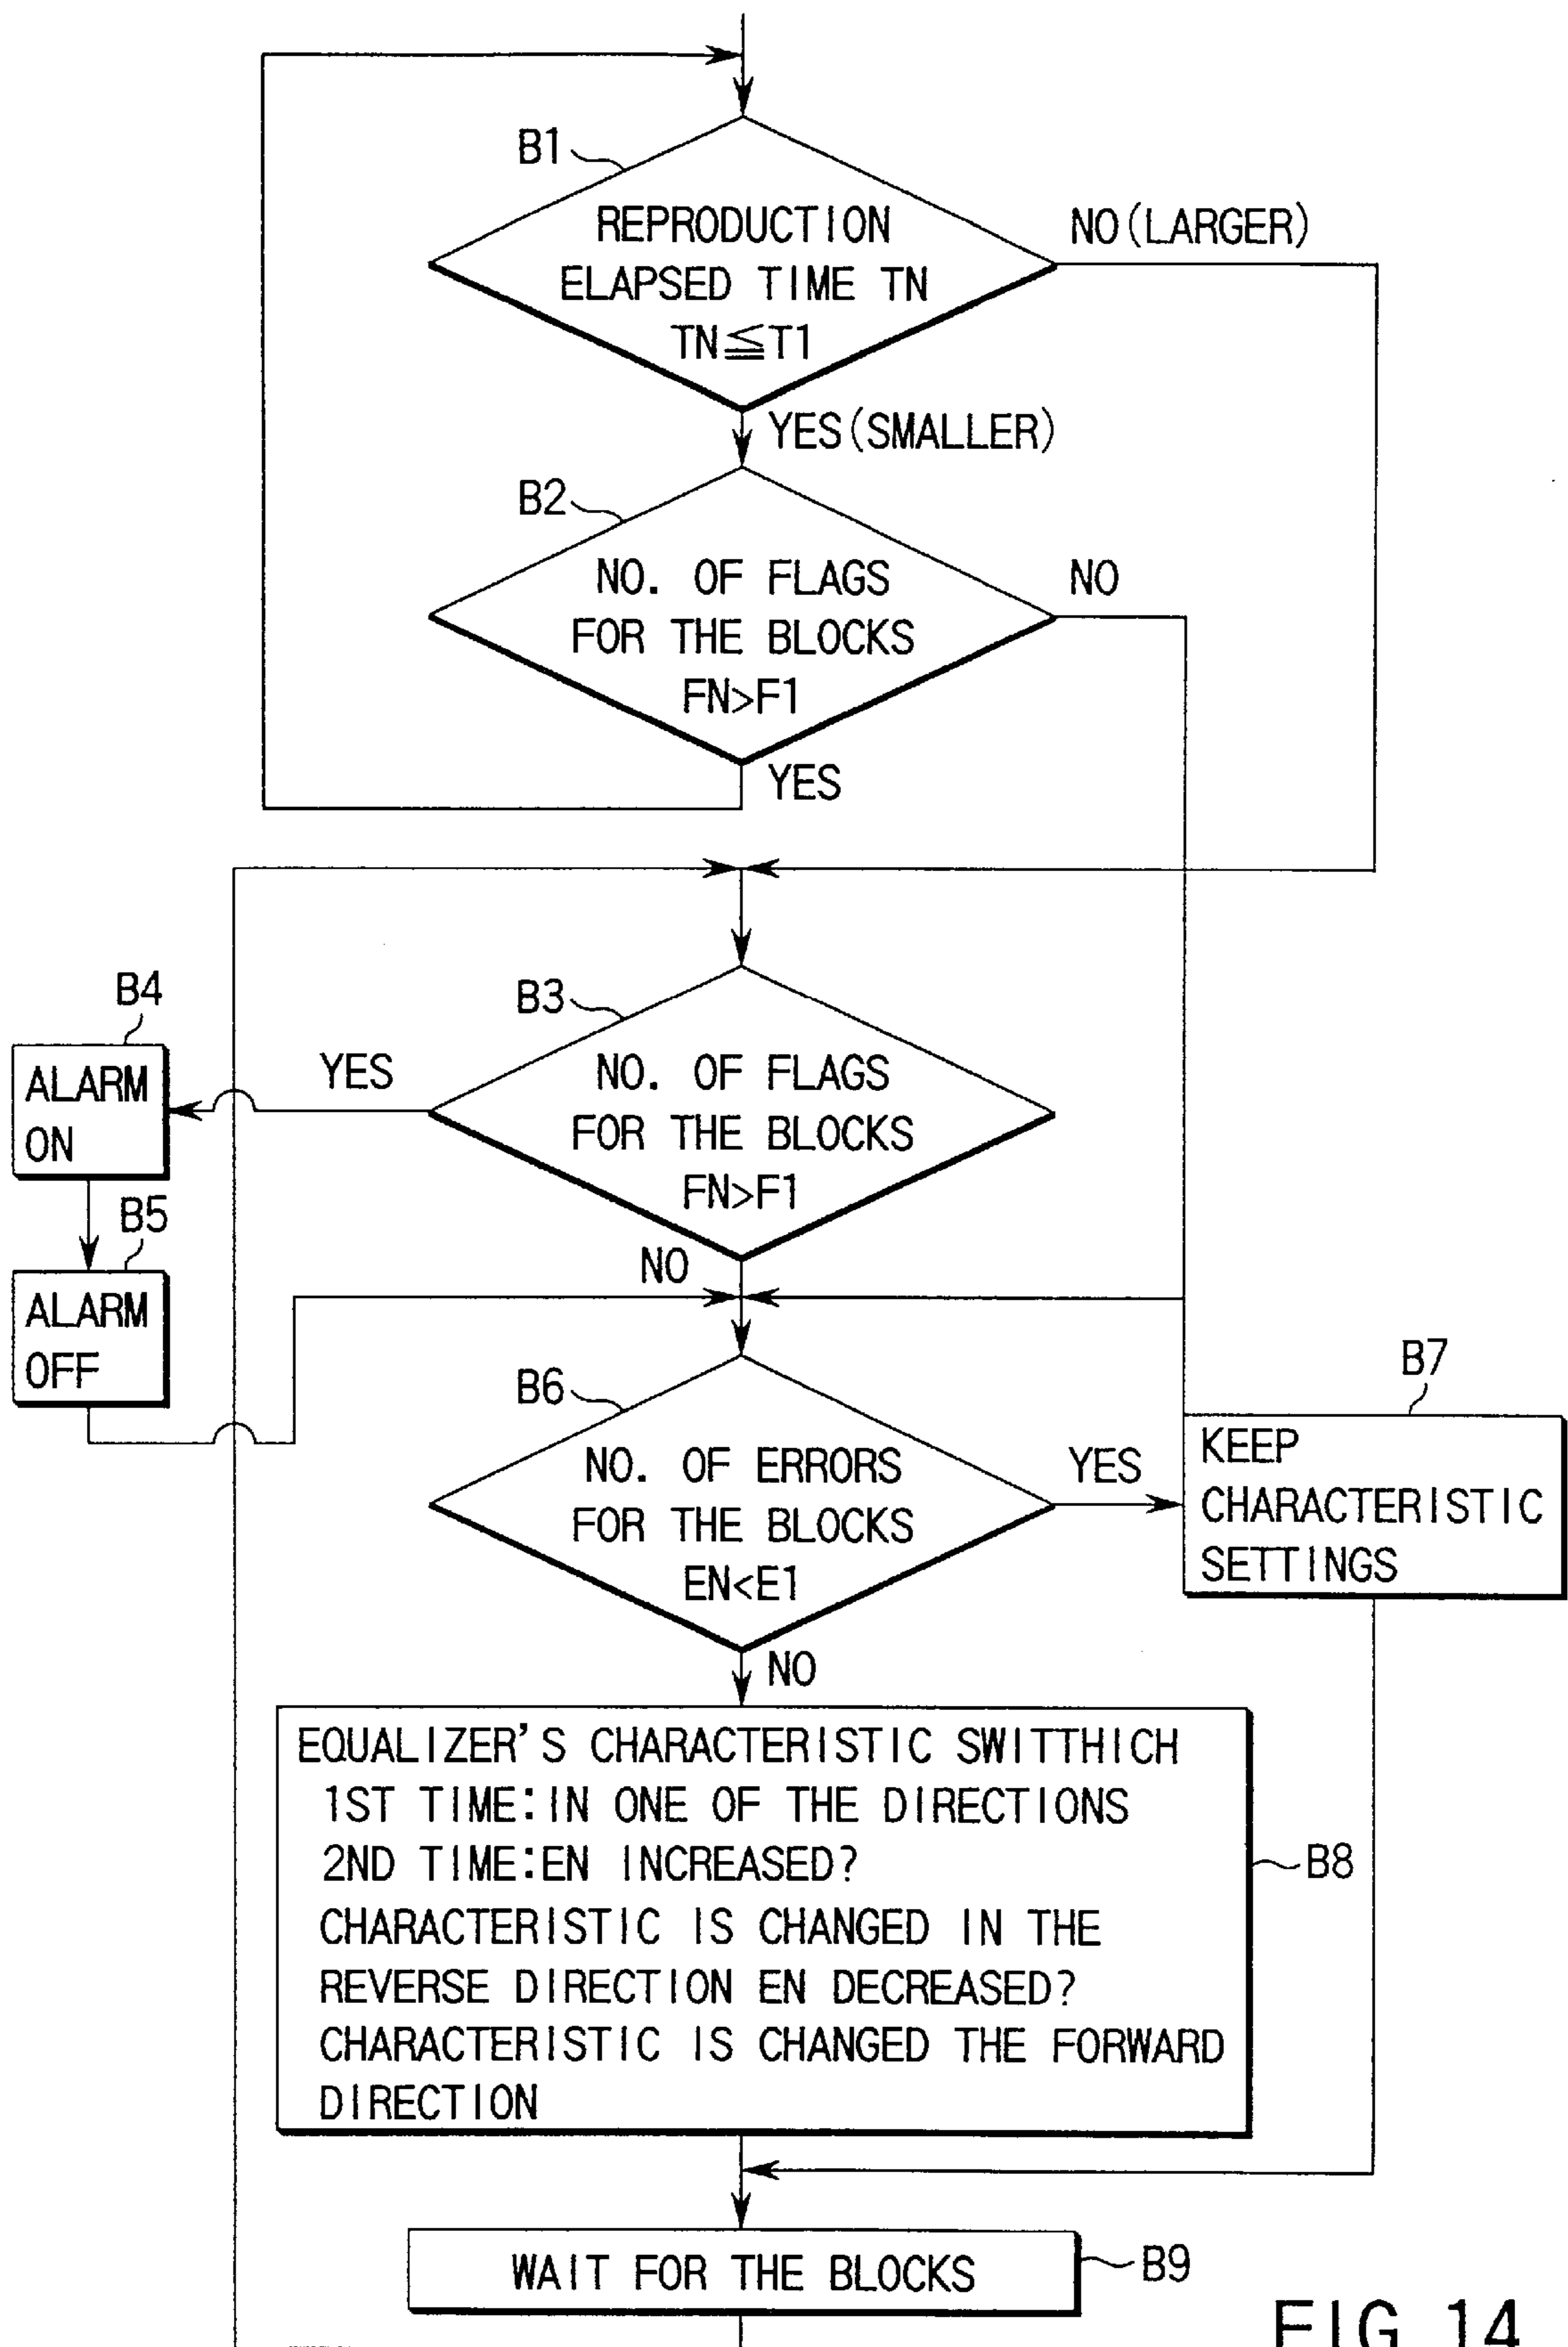 B1
REPRODUCTION
ELAPSED TIME TN
TN≦T1
NO(LARGER)
YES(SMALLER)
B2
NO. OF FLAGS
FOR THE BLOCKS
FN>F1
NO
YES
B3
NO. OF FLAGS
FOR THE BLOCKS
FN>F1
YES
B4
ALARM
ON
B5
ALARM
OFF
NO
B6
NO. OF ERRORS
FOR THE BLOCKS
EN<E1
YES
B7
KEEP
CHARACTERISTIC
SETTINGS
NO
EQUALIZER'S CHARACTERISTIC SWITTHICH
1ST TIME:IN ONE OF THE DIRECTIONS
2ND TIME:EN INCREASED?
CHARACTERISTIC IS CHANGED IN THE
REVERSE DIRECTION EN DECREASED?
CHARACTERISTIC IS CHANGED THE FORWARD
DIRECTION
B8
WAIT FOR THE BLOCKS
B9
FIG. 14